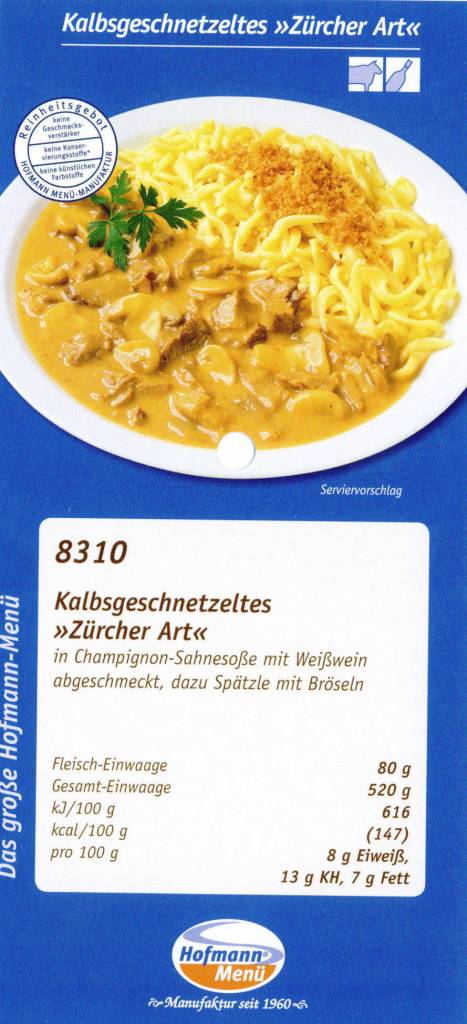 Kalbsgeschnetzeltes »Zürcher Art«
Reinheitsgebot
keine
Geschmacks-
verstärker
keine Konser-
vierungsstoffe*
keine künstlichen
Farbstoffe
HOFMANN MENÜ-MANUFAKTUR
Serviervorschlag
8310
Kalbsgeschnetzeltes
»Zürcher Art«
in Champignon-Sahnesoße mit Weißwein
abgeschmeckt, dazu Spätzle mit Bröseln
Fleisch-Einwaage 80 g
Gesamt-Einwaage 520 g
kJ/100 g 616
kcal/100 g (147)
pro 100 g 8 g Eiweiß,
13 g KH, 7 g Fett
Das große Hofmann-Menü
Hofmann
Menü
Manufaktur seit 1960